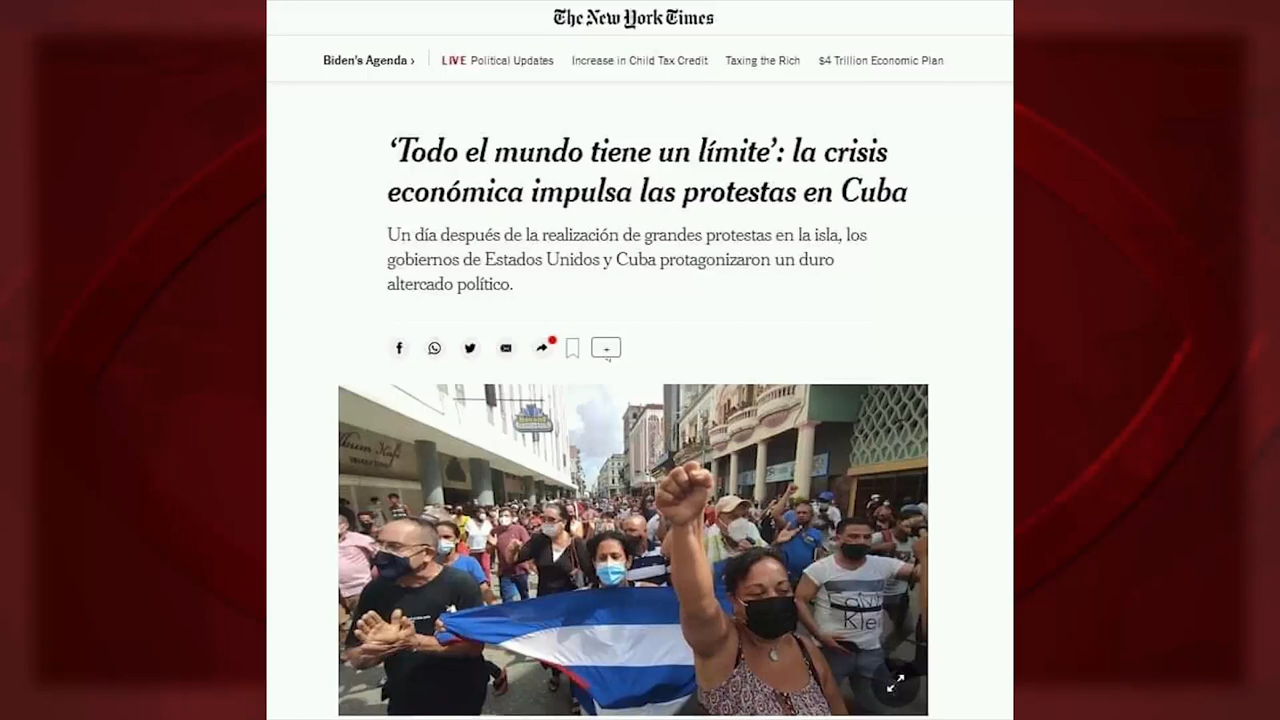 The New York Times
Biden's Agenda › LIVE Political Updates Increase in Child Tax Credit Taxing the Rich $4 Trillion Economic Plan
‘Todo el mundo tiene un límite’: la crisis
económica impulsa las protestas en Cuba
Un día después de la realización de grandes protestas en la isla, los
gobiernos de Estados Unidos y Cuba protagonizaron un duro
altercado político.